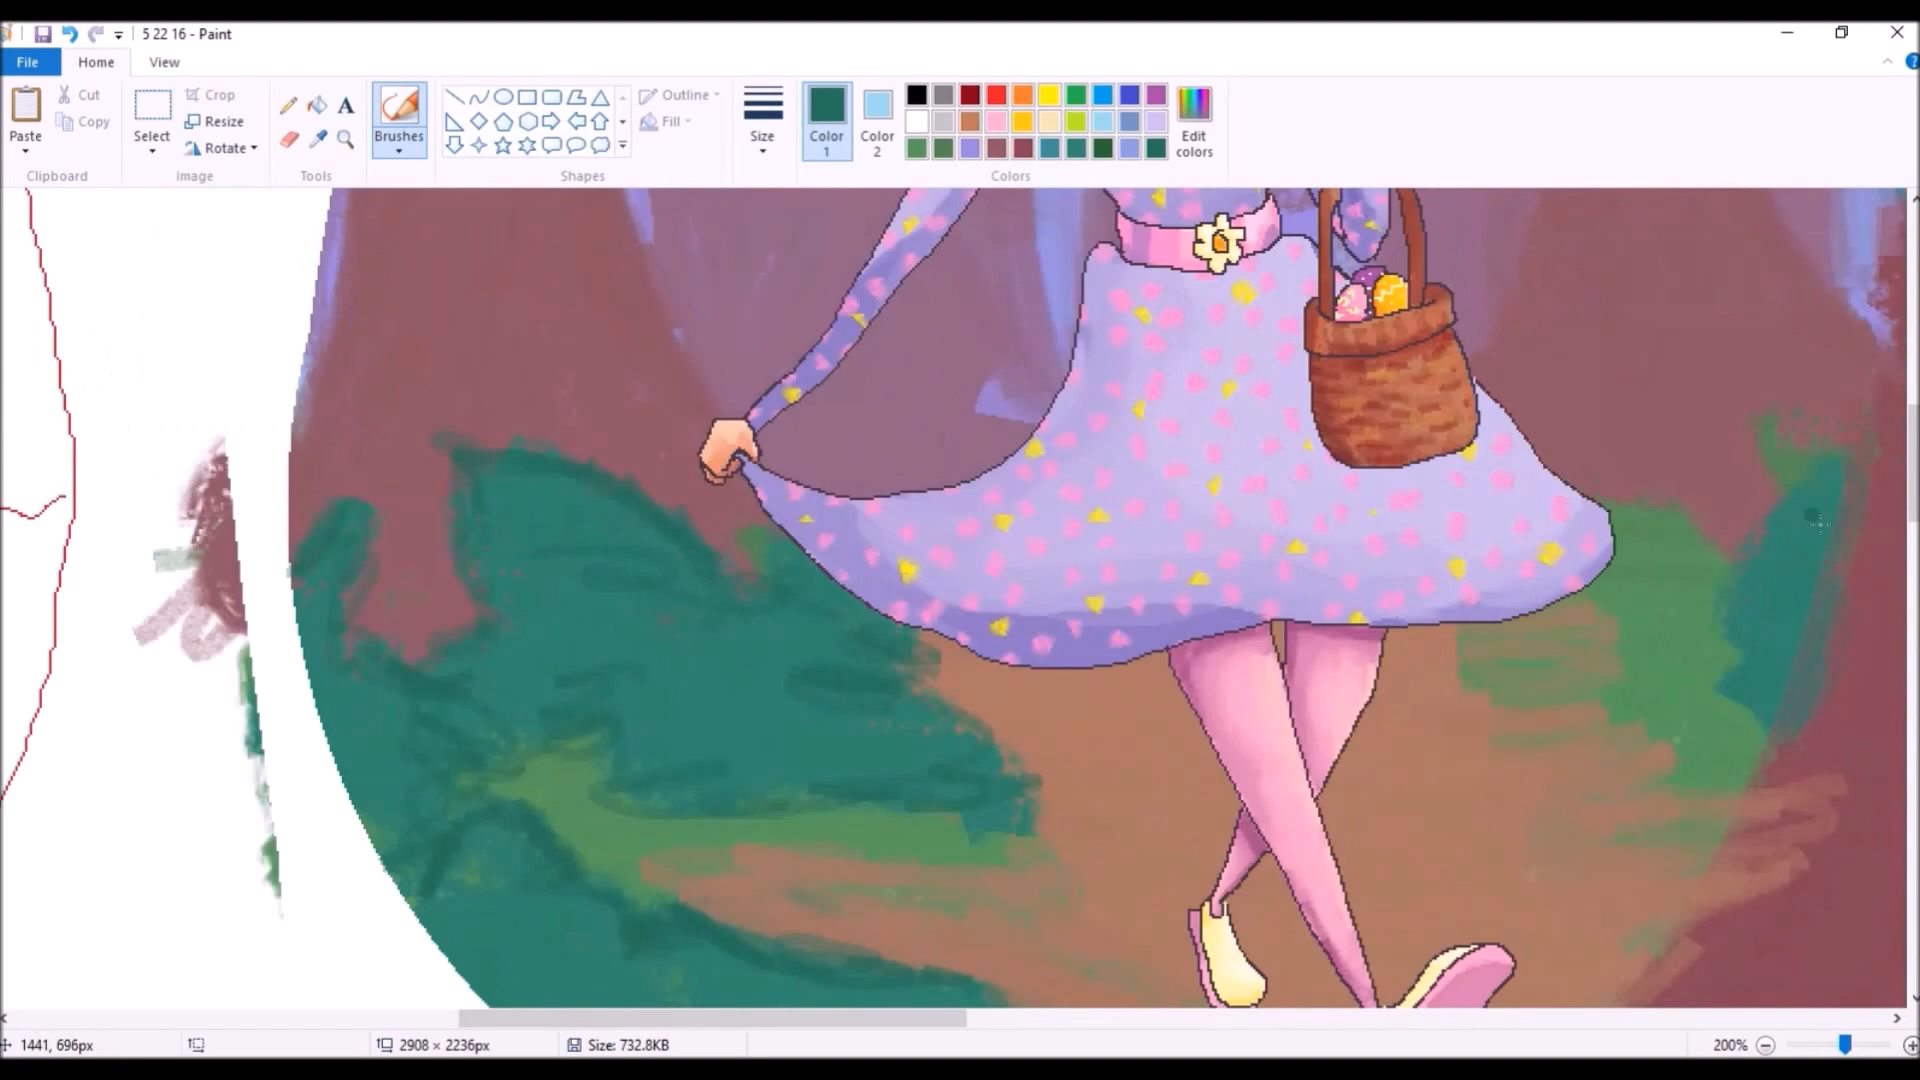 5 22 16 - Paint
File Home View
Paste
Cut
Copy
Clipboard
Select
Crop
Resize
Rotate
Image
A
Tools
Brushes
Outline
Fill
Shapes
Size
Color 1
Color 2
Edit colors
Colors
1441, 696px
2908 × 2236px
Size: 732.8KB
200%